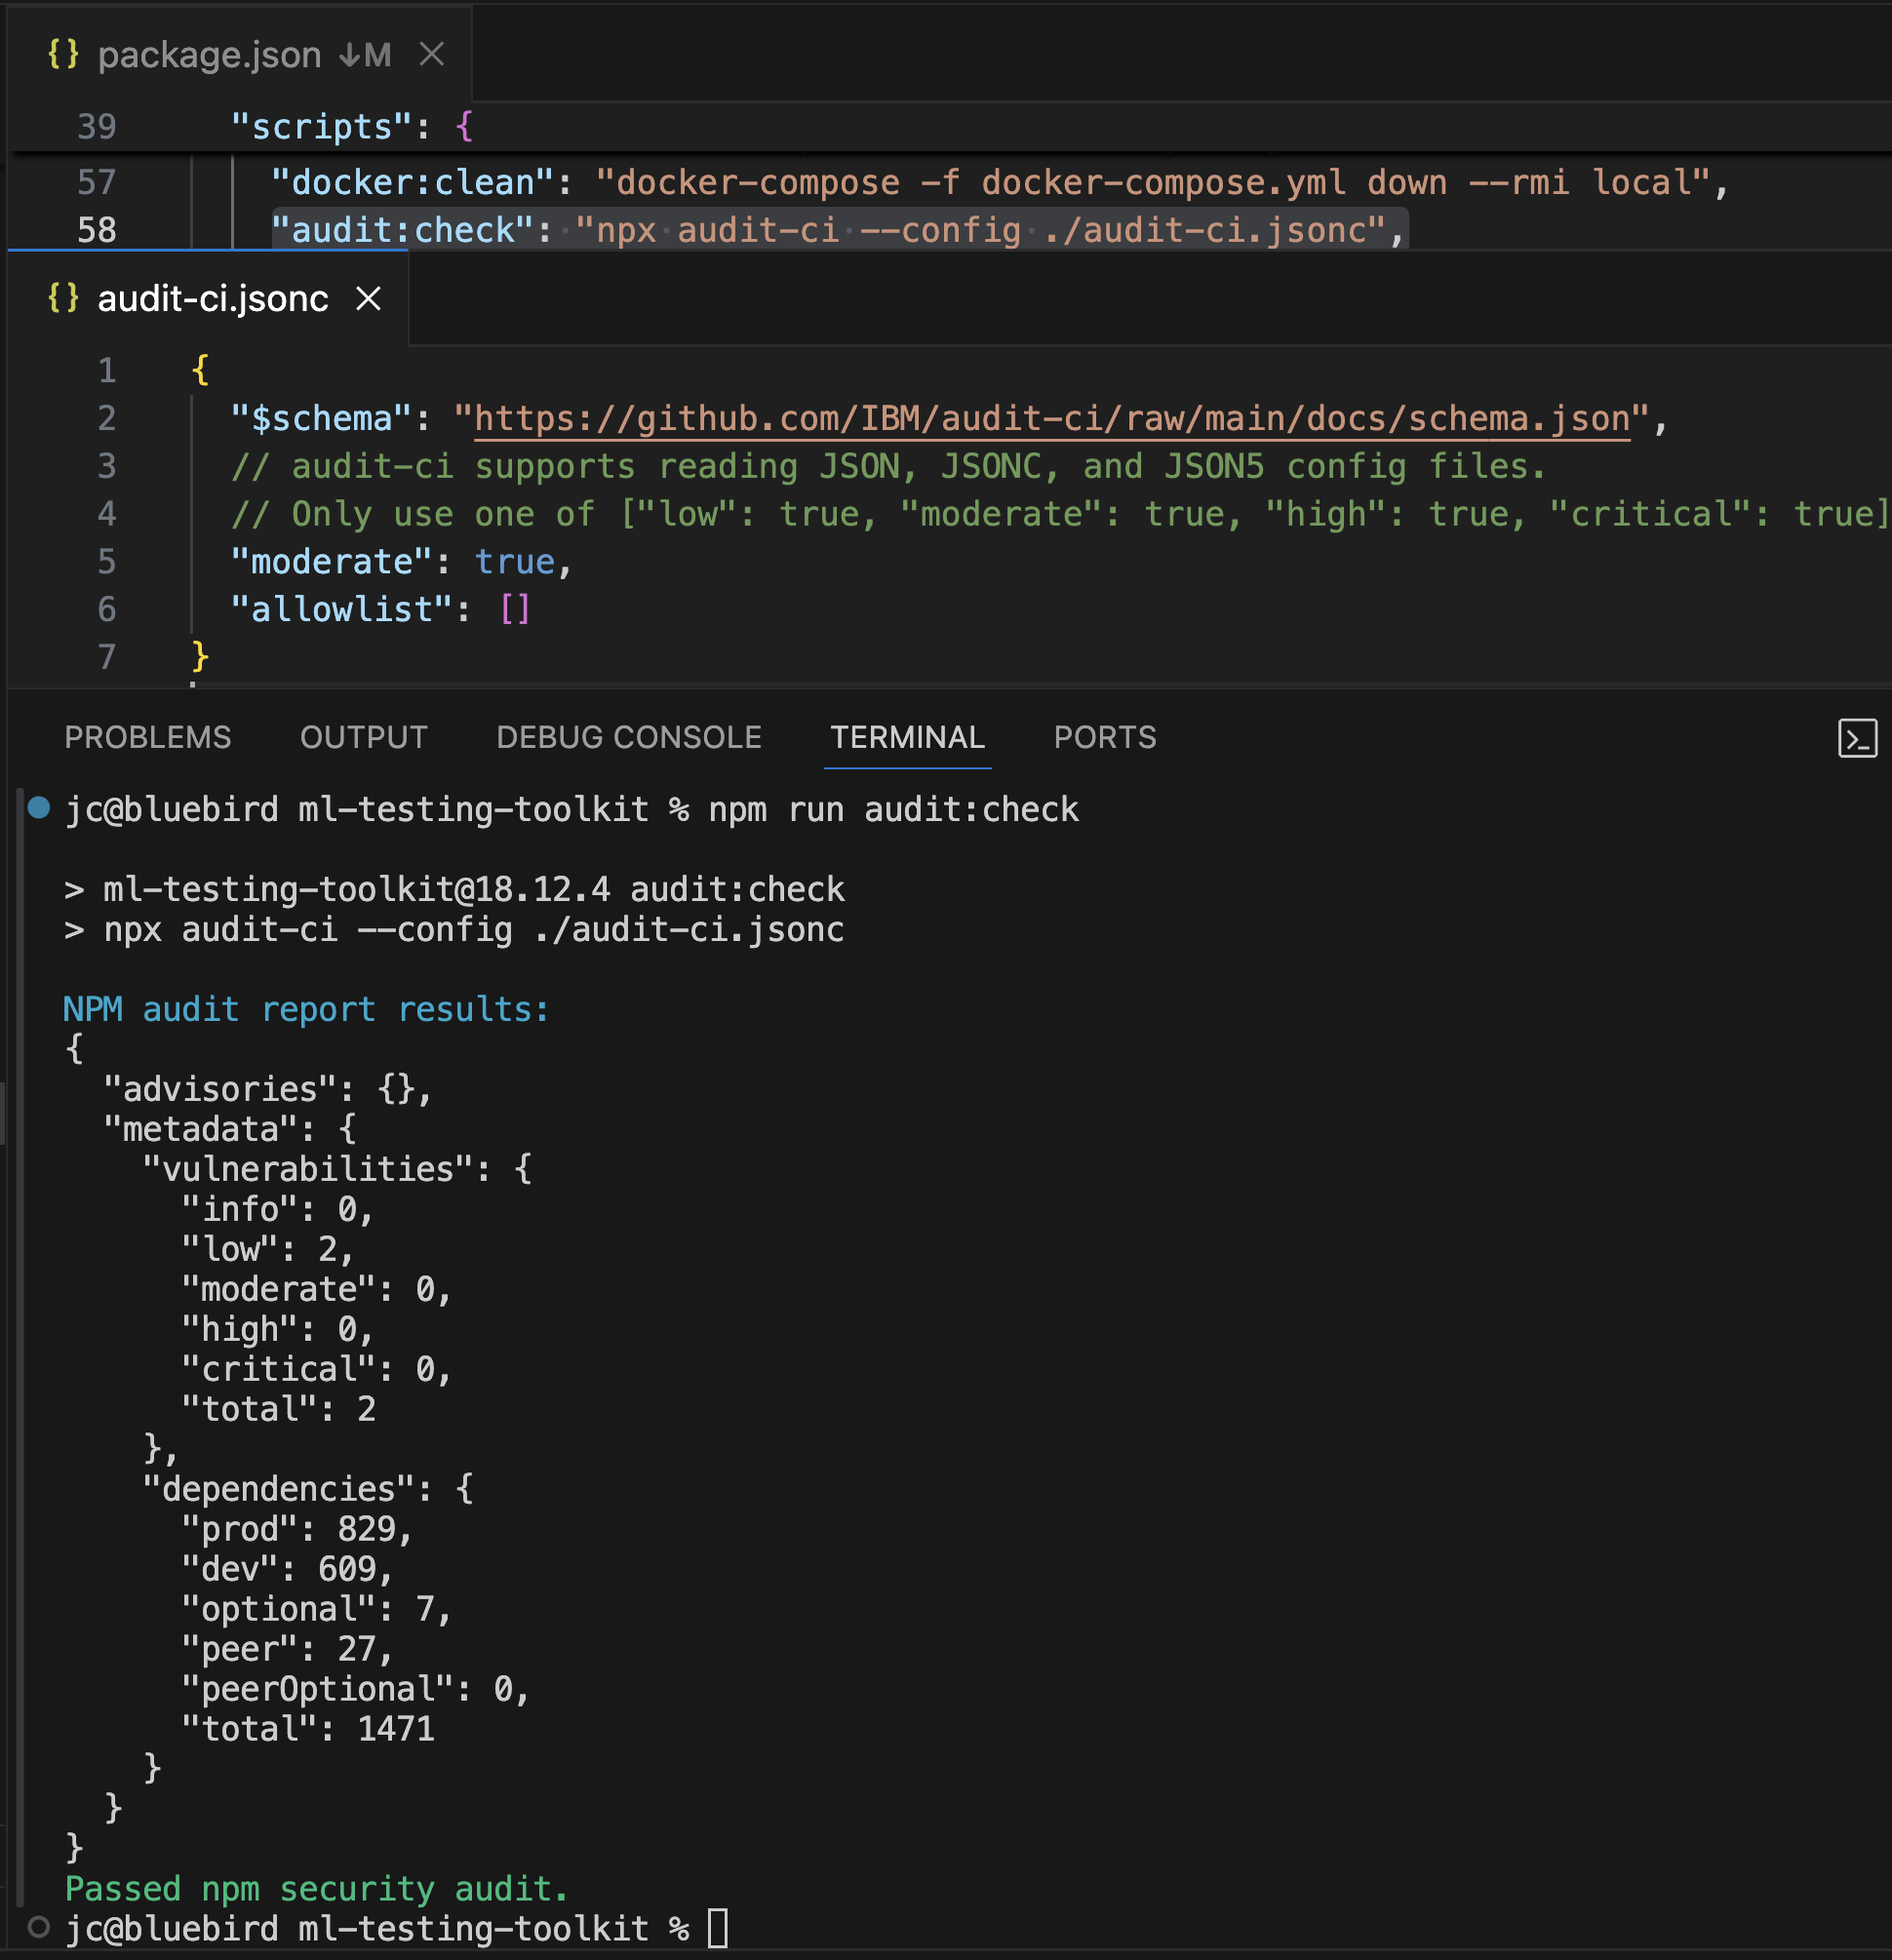 {} package.json ↓M ×
39 "scripts": {
57 "docker:clean": "docker-compose -f docker-compose.yml down --rmi local",
58 "audit:check": "npx audit-ci --config ./audit-ci.jsonc",
{} audit-ci.jsonc ×
1 {
2 "$schema": "https://github.com/IBM/audit-ci/raw/main/docs/schema.json",
3 // audit-ci supports reading JSON, JSONC, and JSON5 config files.
4 // Only use one of ["low": true, "moderate": true, "high": true, "critical": true]
5 "moderate": true,
6 "allowlist": []
7 }
PROBLEMS OUTPUT DEBUG CONSOLE TERMINAL PORTS
jc@bluebird ml-testing-toolkit % npm run audit:check
> ml-testing-toolkit@18.12.4 audit:check
> npx audit-ci --config ./audit-ci.jsonc
NPM audit report results:
{
"advisories": {},
"metadata": {
"vulnerabilities": {
"info": 0,
"low": 2,
"moderate": 0,
"high": 0,
"critical": 0,
"total": 2
},
"dependencies": {
"prod": 829,
"dev": 609,
"optional": 7,
"peer": 27,
"peerOptional": 0,
"total": 1471
}
}
}
Passed npm security audit.
jc@bluebird ml-testing-toolkit %